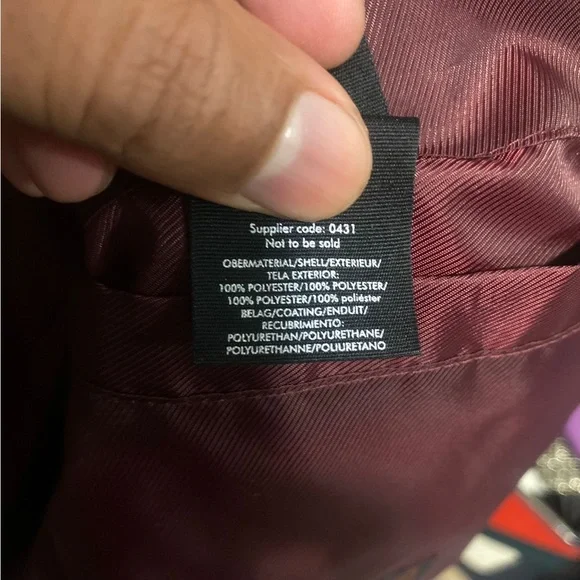 Supplier code: 0431
Not to be sold
OBERMATERIAL/SHELL/EXTERIEUR/
TELA EXTERIOR:
100% POLYESTER/100% POLYESTER/
100% POLYESTER/100% poliéster
BELAG/COATING/ENDUIT/
RECUBRIMIENTO:
POLYURETHAN/POLYURETHANE/
POLYURETHANNE/POLIURETANO